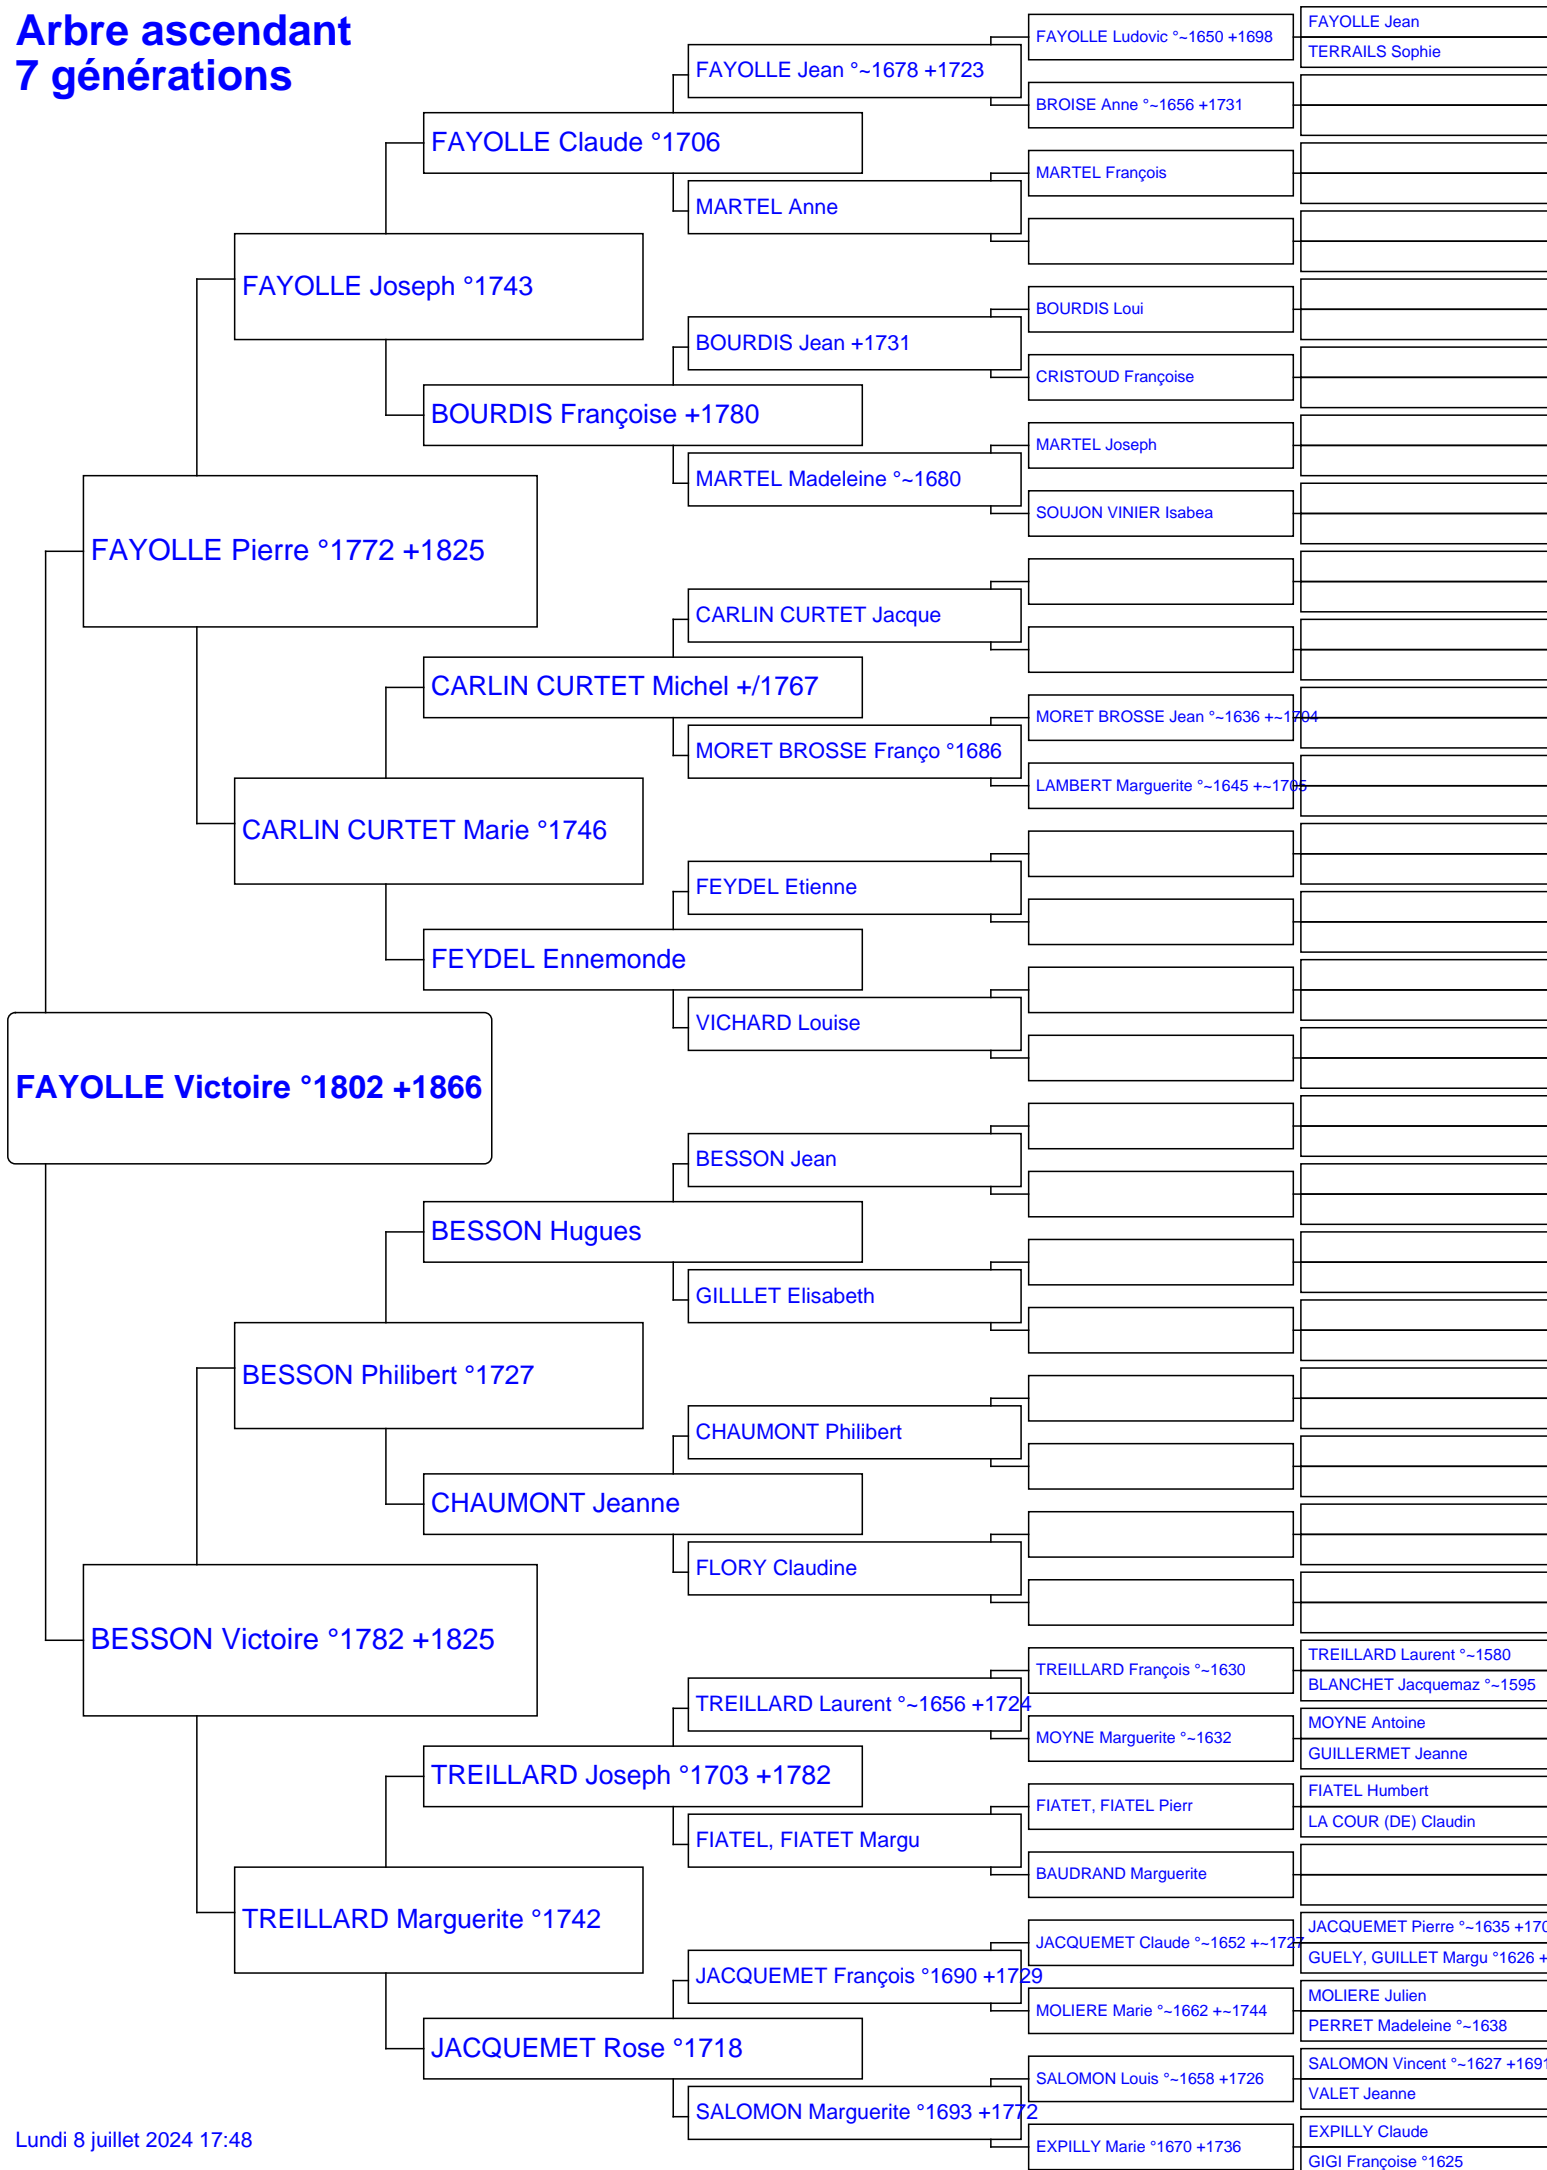 Arbre ascendant
7 générations
FAYOLLE Victoire °1802 +1866
FAYOLLE Pierre °1772 +1825
BESSON Victoire °1782 +1825
FAYOLLE Joseph °1743
CARLIN CURTET Marie °1746
BESSON Philibert °1727
TREILLARD Marguerite °1742
FAYOLLE Claude °1706
BOURDIS Françoise +1780
CARLIN CURTET Michel +/1767
FEYDEL Ennemonde
BESSON Hugues
CHAUMONT Jeanne
TREILLARD Joseph °1703 +1782
JACQUEMET Rose °1718
FAYOLLE Jean °~1678 +1723
MARTEL Anne
BOURDIS Jean +1731
MARTEL Madeleine °~1680
CARLIN CURTET Jacque
MORET BROSSE Franço °1686
FEYDEL Etienne
VICHARD Louise
BESSON Jean
GILLLET Elisabeth
CHAUMONT Philibert
FLORY Claudine
TREILLARD Laurent °~1656 +1724
FIATEL, FIATET Margu
JACQUEMET François °1690 +1729
SALOMON Marguerite °1693 +1772
FAYOLLE Ludovic °~1650 +1698
BROISE Anne °~1656 +1731
MARTEL François
BOURDIS Loui
CRISTOUD Françoise
MARTEL Joseph
SOUJON VINIER Isabea
MORET BROSSE Jean °~1636 +~1704
LAMBERT Marguerite °~1645 +~1705
TREILLARD François °~1630
MOYNE Marguerite °~1632
FIATET, FIATEL Pierr
BAUDRAND Marguerite
JACQUEMET Claude °~1652 +~1727
MOLIERE Marie °~1662 +~1744
SALOMON Louis °~1658 +1726
EXPILLY Marie °1670 +1736
FAYOLLE Jean
TERRAILS Sophie
TREILLARD Laurent °~1580
BLANCHET Jacquemaz °~1595
MOYNE Antoine
GUILLERMET Jeanne
FIATEL Humbert
LA COUR (DE) Claudin
JACQUEMET Pierre °~1635 +170
GUELY, GUILLET Margu °1626 +
MOLIERE Julien
PERRET Madeleine °~1638
SALOMON Vincent °~1627 +1691
VALET Jeanne
EXPILLY Claude
GIGI Françoise °1625
Lundi 8 juillet 2024 17:48